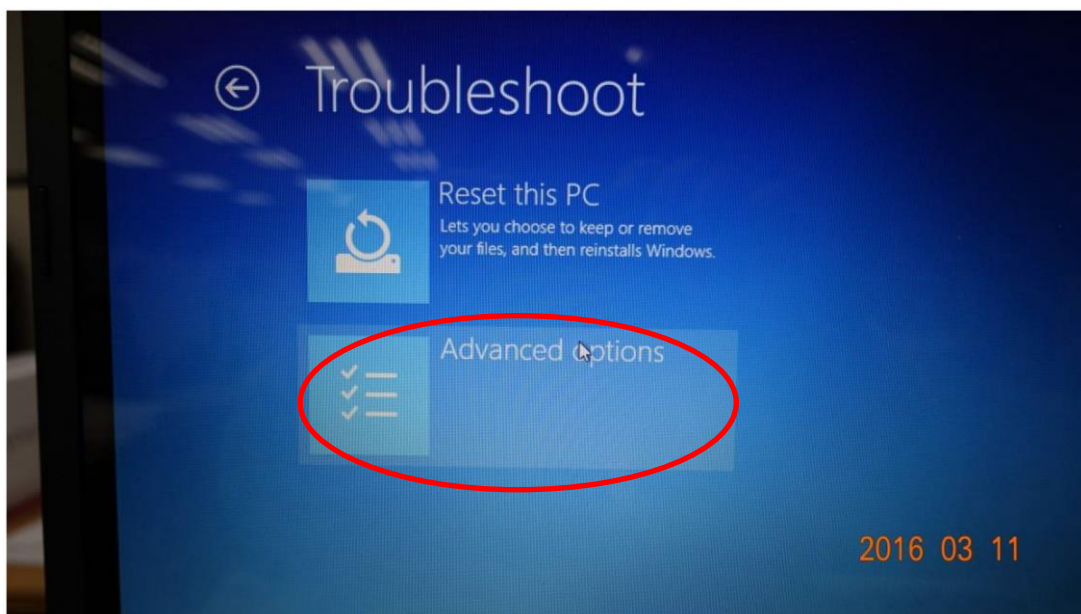 Troubleshoot
Reset this PC
Lets you choose to keep or remove
your files, and then reinstalls Windows.
Advanced options
2016 03 11